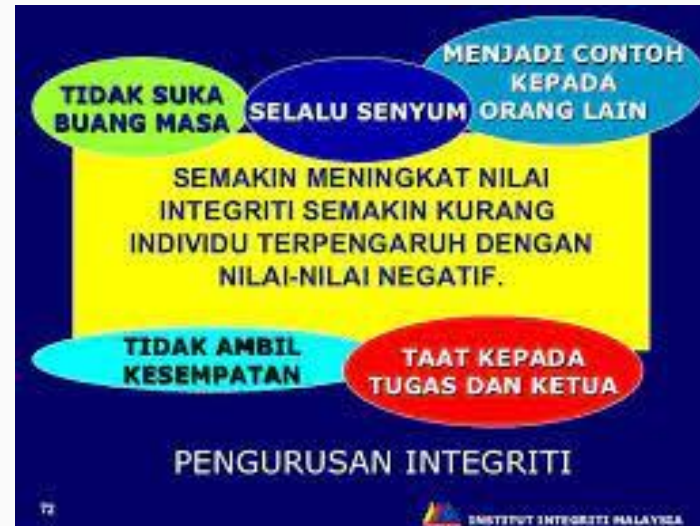 TIDAK SUKA
BUANG MASA
SELALU SENYUM
MENJADI CONTOH
KEPADA
ORANG LAIN
SEMAKIN MENINGKAT NILAI
INTEGRITI SEMAKIN KURANG
INDIVIDU TERPENGARUH DENGAN
NILAI-NILAI NEGATIF.
TIDAK AMBIL
KESEMPATAN
TAAT KEPADA
TUGAS DAN KETUA
PENGURUSAN INTEGRITI
72
INSTITUT INTEGRITI MALAYSIA